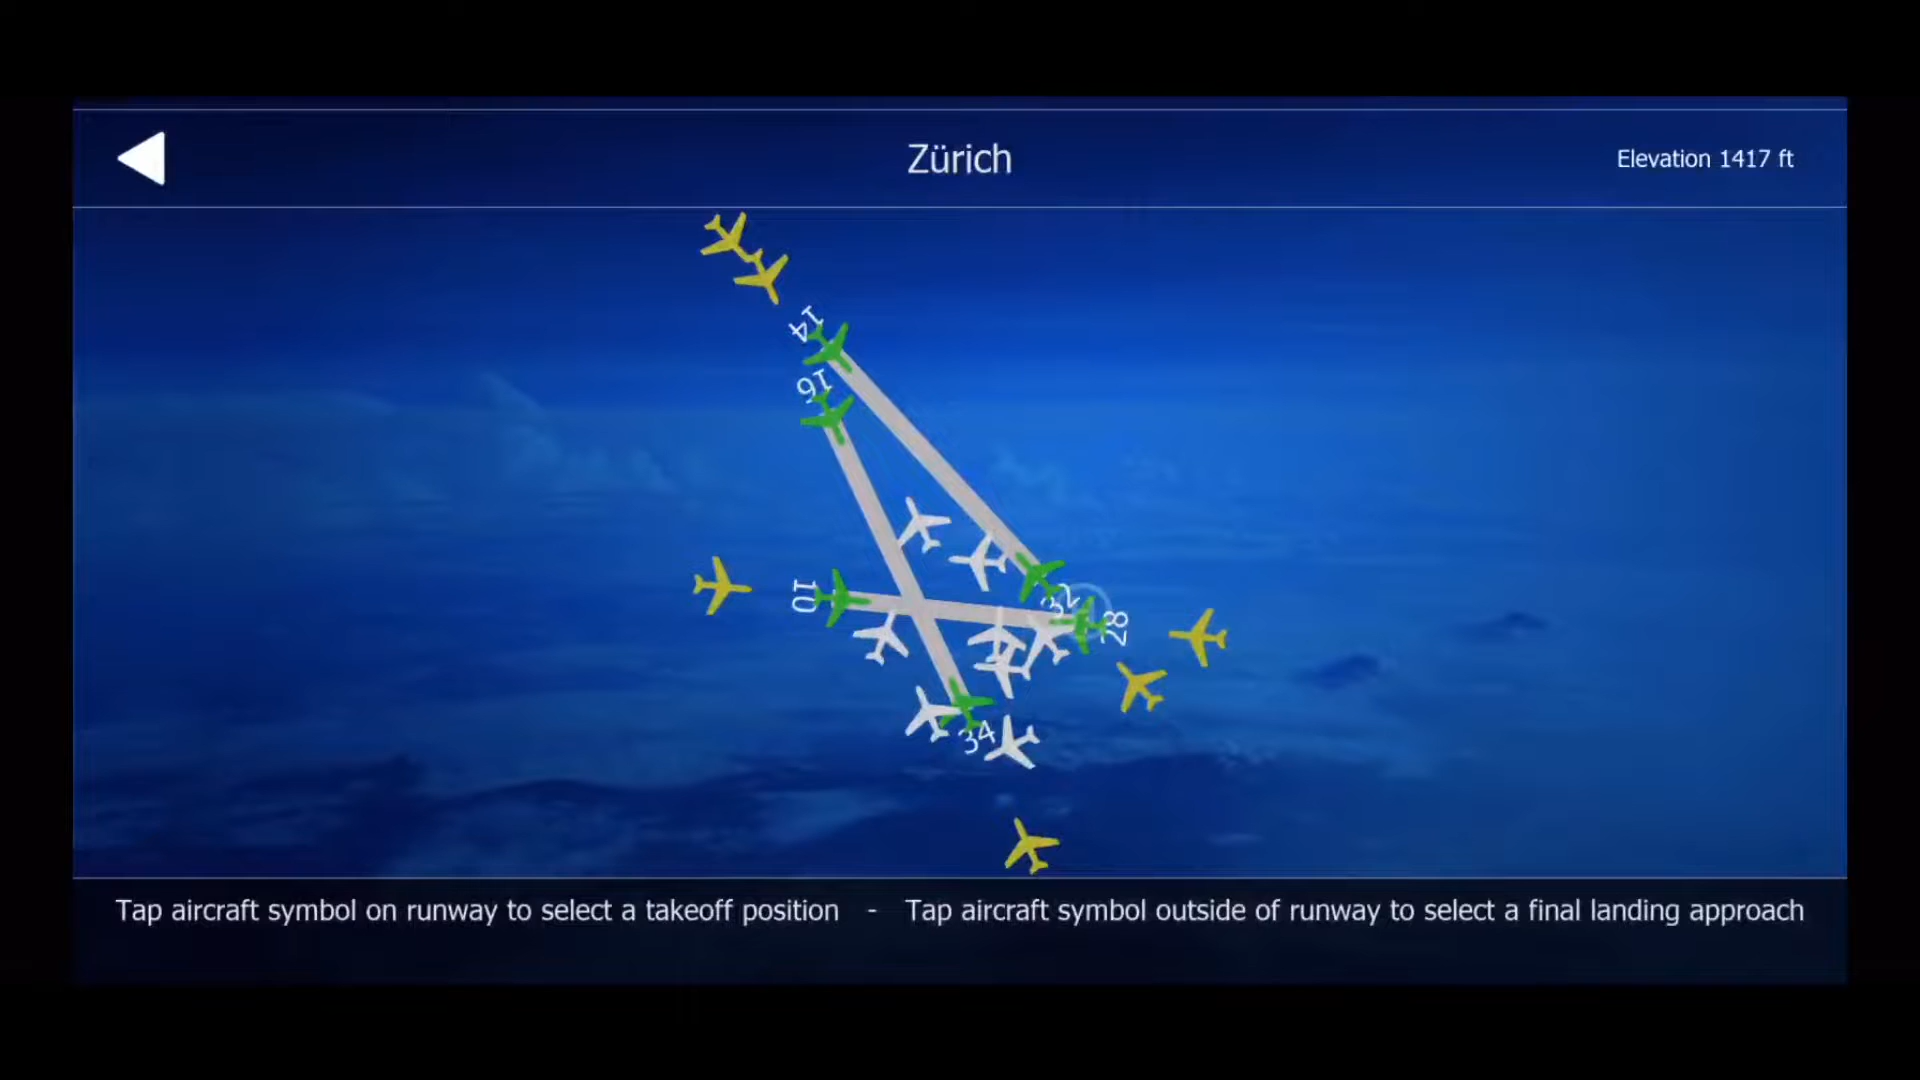 Zürich
Elevation 1417 ft
14
16
10
32
28
34
Tap aircraft symbol on runway to select a takeoff position - Tap aircraft symbol outside of runway to select a final landing approach